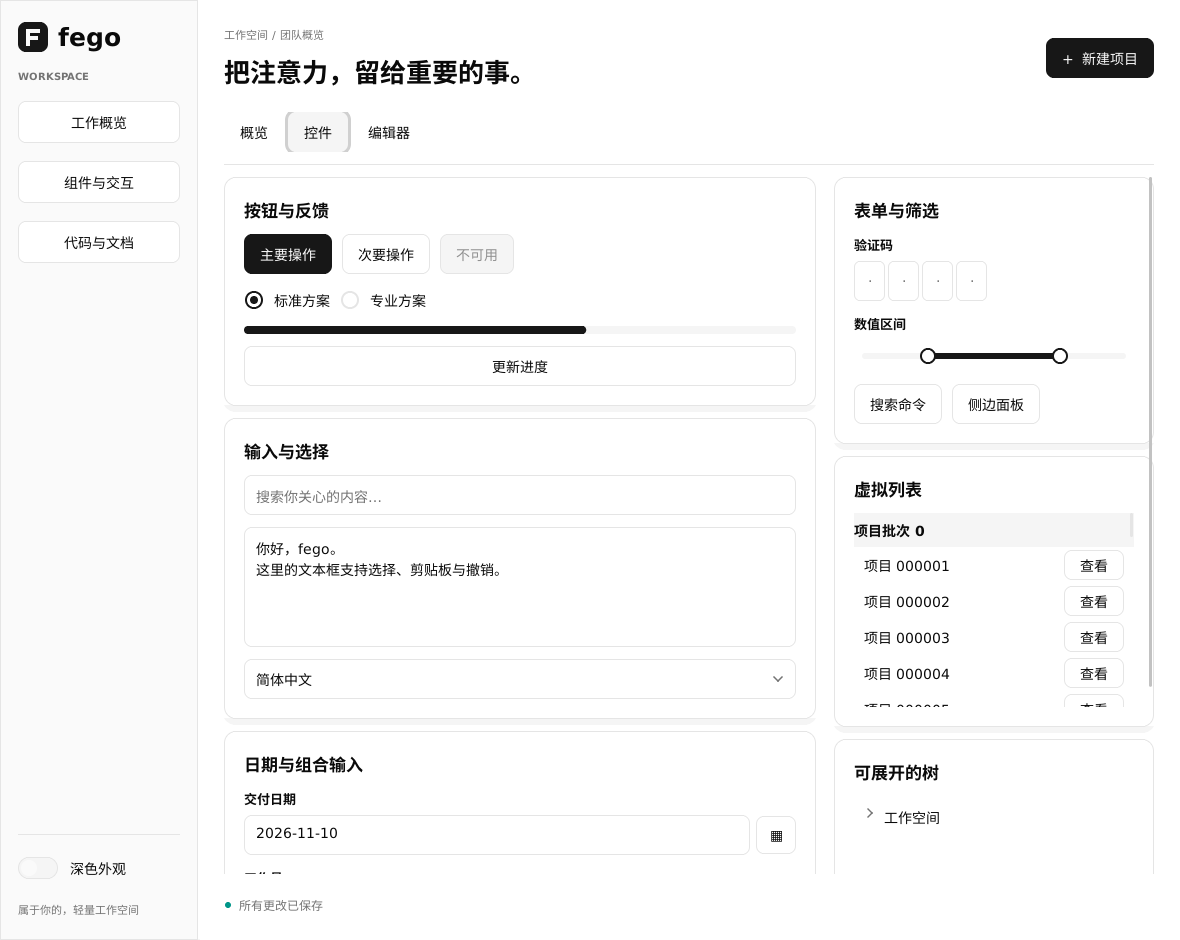 fego
WORKSPACE
工作概览
组件与交互
代码与文档
深色外观
属于你的，轻量工作空间
工作空间 / 团队概览
把注意力，留给重要的事。
+ 新建项目
概览
控件
编辑器
按钮与反馈
主要操作
次要操作
不可用
标准方案
专业方案
更新进度
输入与选择
搜索你关心的内容…
你好，fego。
这里的文本框支持选择、剪贴板与撤销。
简体中文
日期与组合输入
交付日期
2026-11-10
表单与筛选
验证码
数值区间
搜索命令
侧边面板
虚拟列表
项目批次 0
项目 000001 查看
项目 000002 查看
项目 000003 查看
项目 000004 查看
可展开的树
工作空间
所有更改已保存